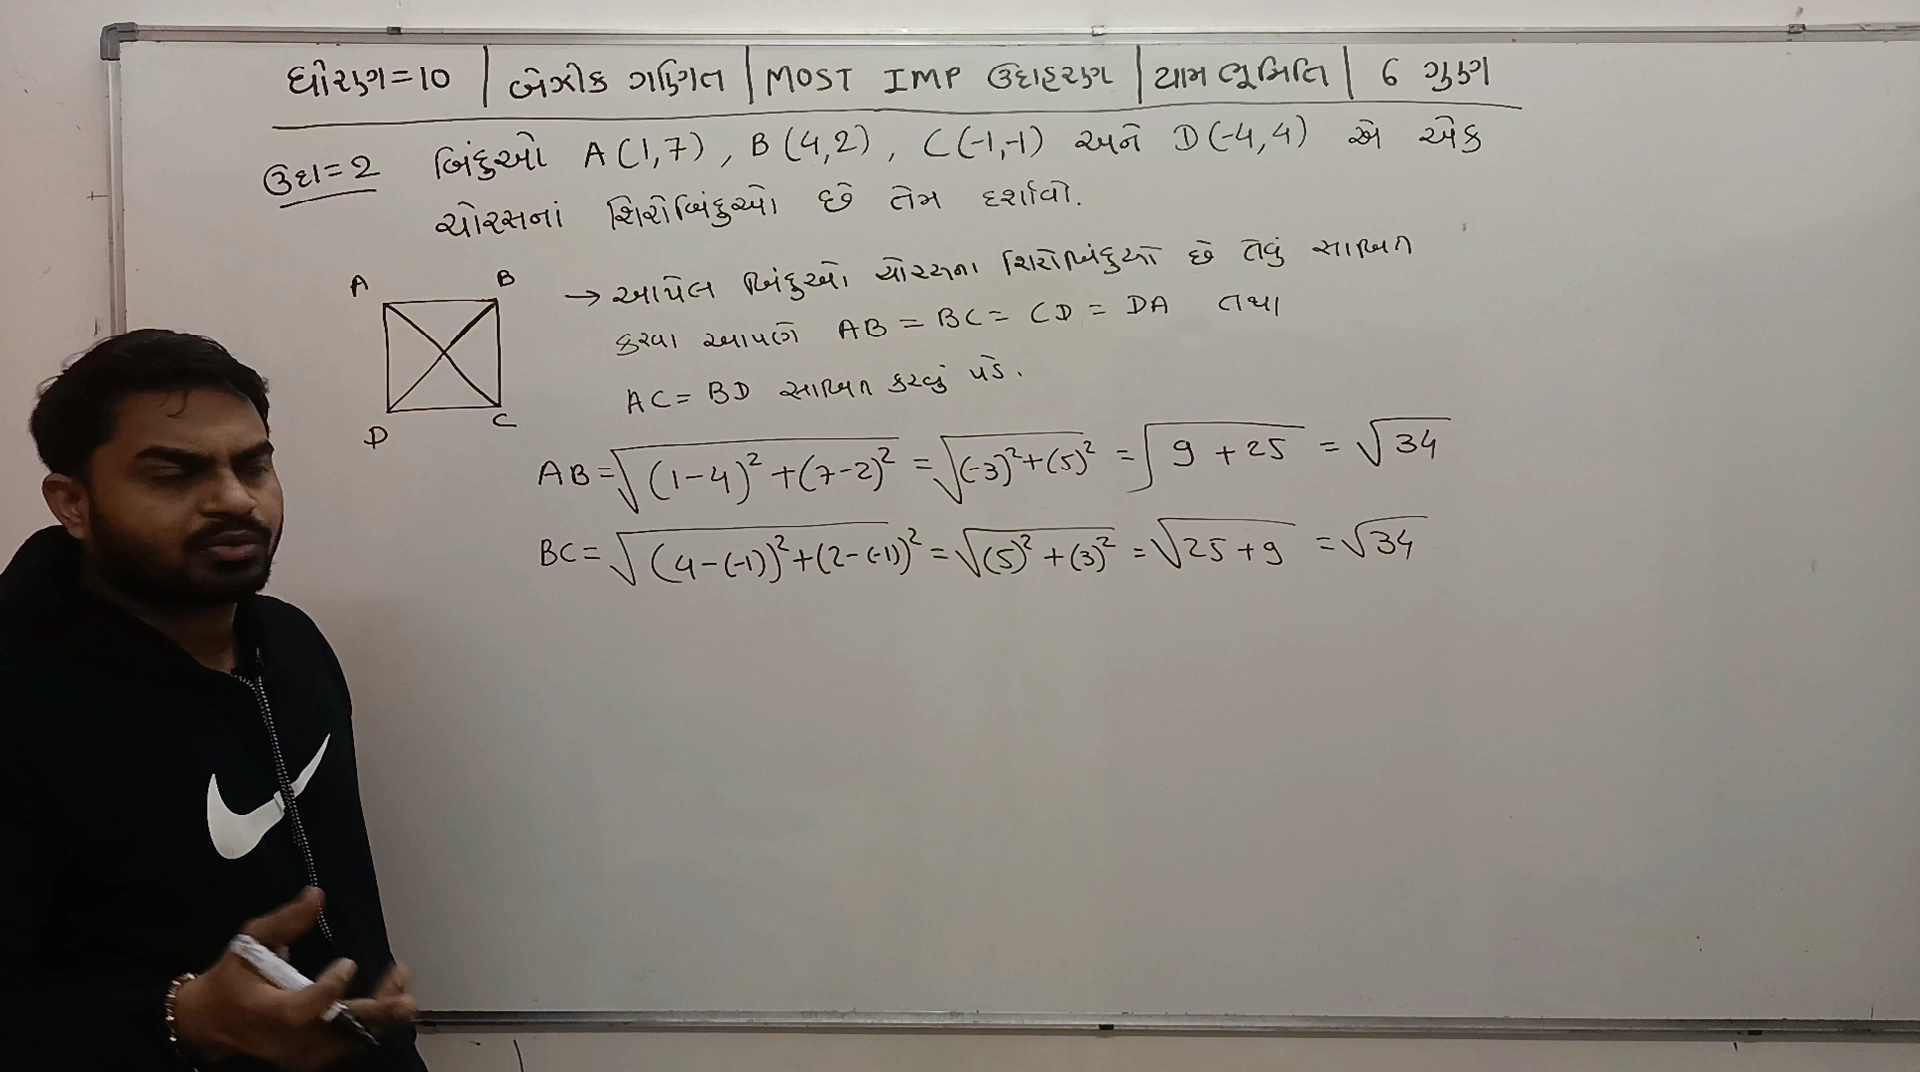 ધોરણ=10 | બેઝીક ગણિત | MOST IMP ઉદાહરણ | યામ ભૂમિતિ | 6 ગુણ
ઉદા=2 બિંદુઓ A(1,7), B(4,2), C(-1,-1) અને D(-4,4) એ એક
ચોરસનાં શિરોબિંદુઓ છે તેમ દર્શાવો.
→ આપેલ બિંદુઓ ચોરસના શિરોબિંદુઓ છે તેવું સાબિત
કરવા આપણે AB = BC = CD = DA તથા
AC = BD સાબિત કરવું પડે.
A B
D C
AB=√((1-4)²+(7-2)²) = √((-3)²+(5)²) = √(9+25) = √34
BC=√((4-(-1))²+(2-(-1))²) = √((5)²+(3)²) = √(25+9) = √34